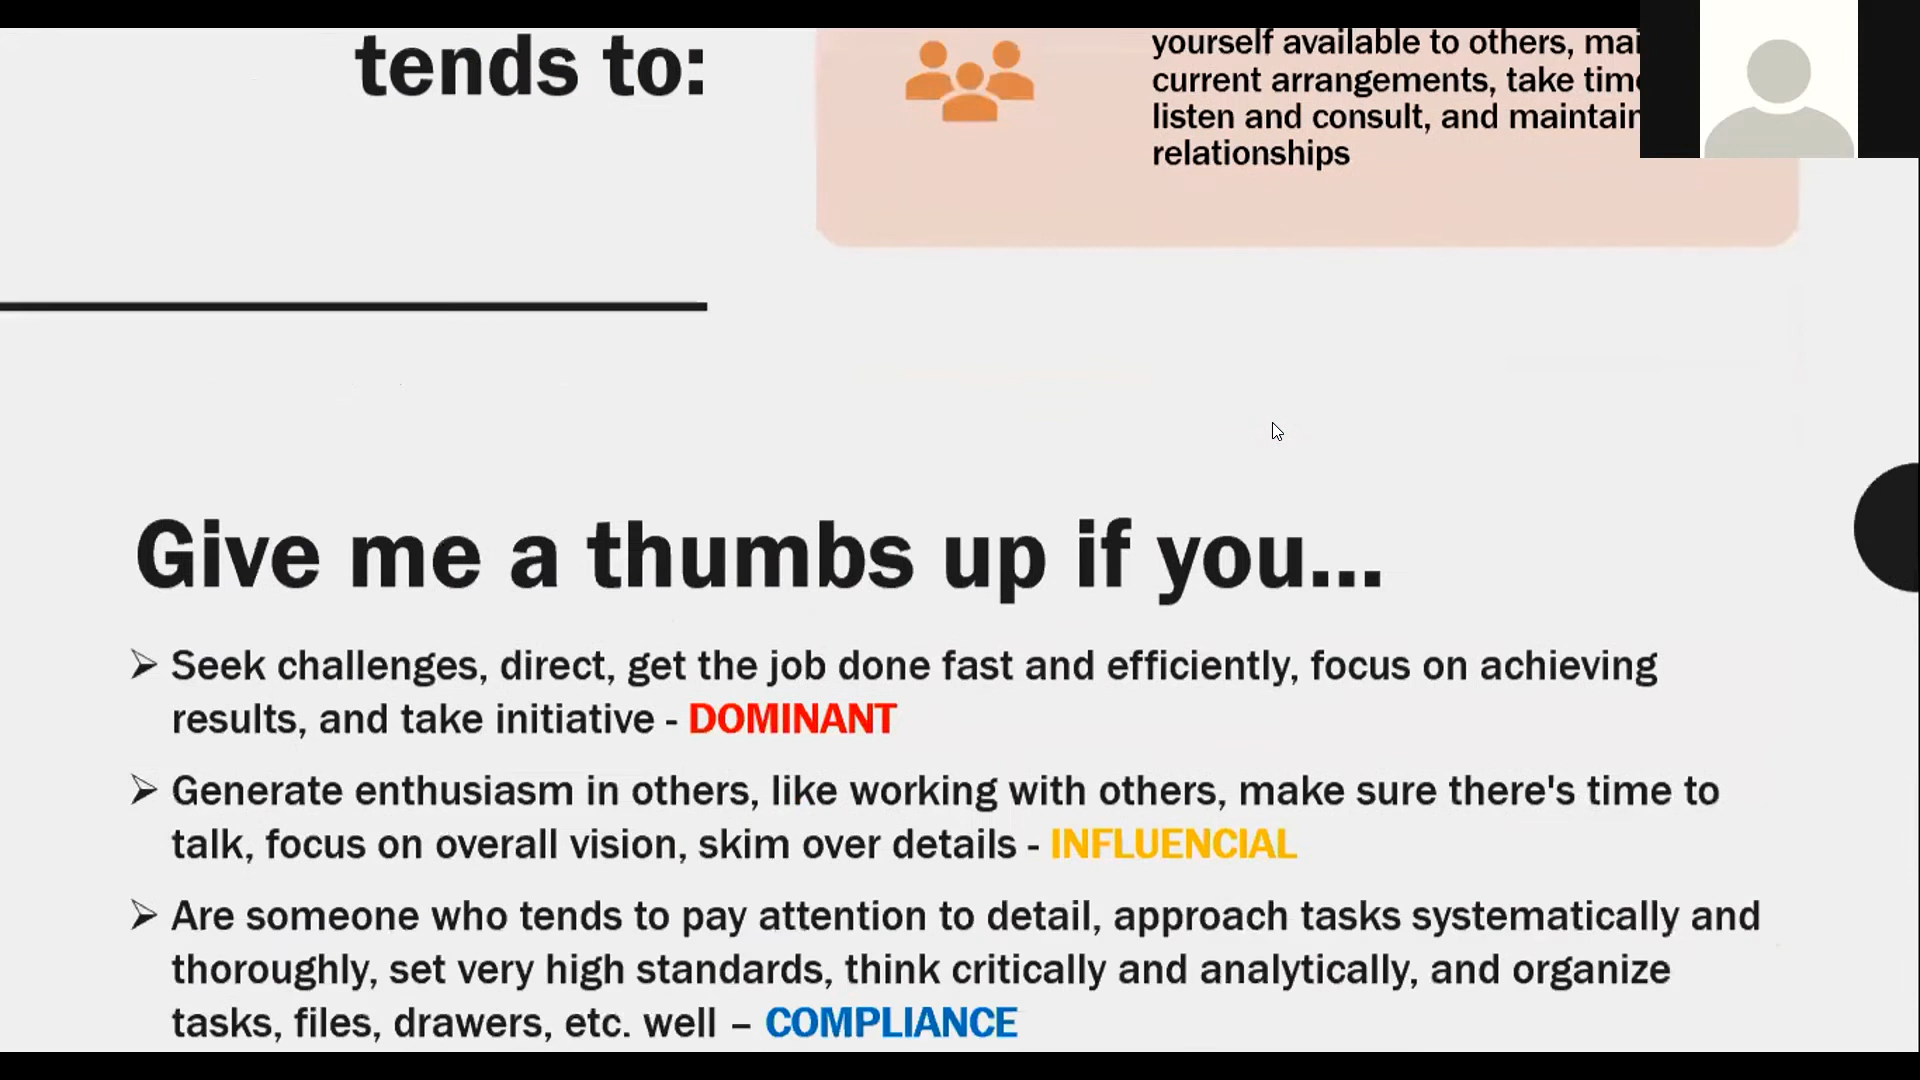 tends to:
yourself available to others,
current arrangements, take
listen and consult, and
relationships
Give me a thumbs up if you...
➢ Seek challenges, direct, get the job done fast and efficiently, focus on achieving
results, and take initiative - DOMINANT
➢ Generate enthusiasm in others, like working with others, make sure there's time to
talk, focus on overall vision, skim over details - INFLUENCIAL
➢ Are someone who tends to pay attention to detail, approach tasks systematically and
thoroughly, set very high standards, think critically and analytically, and organize
tasks, files, drawers, etc. well – COMPLIANCE